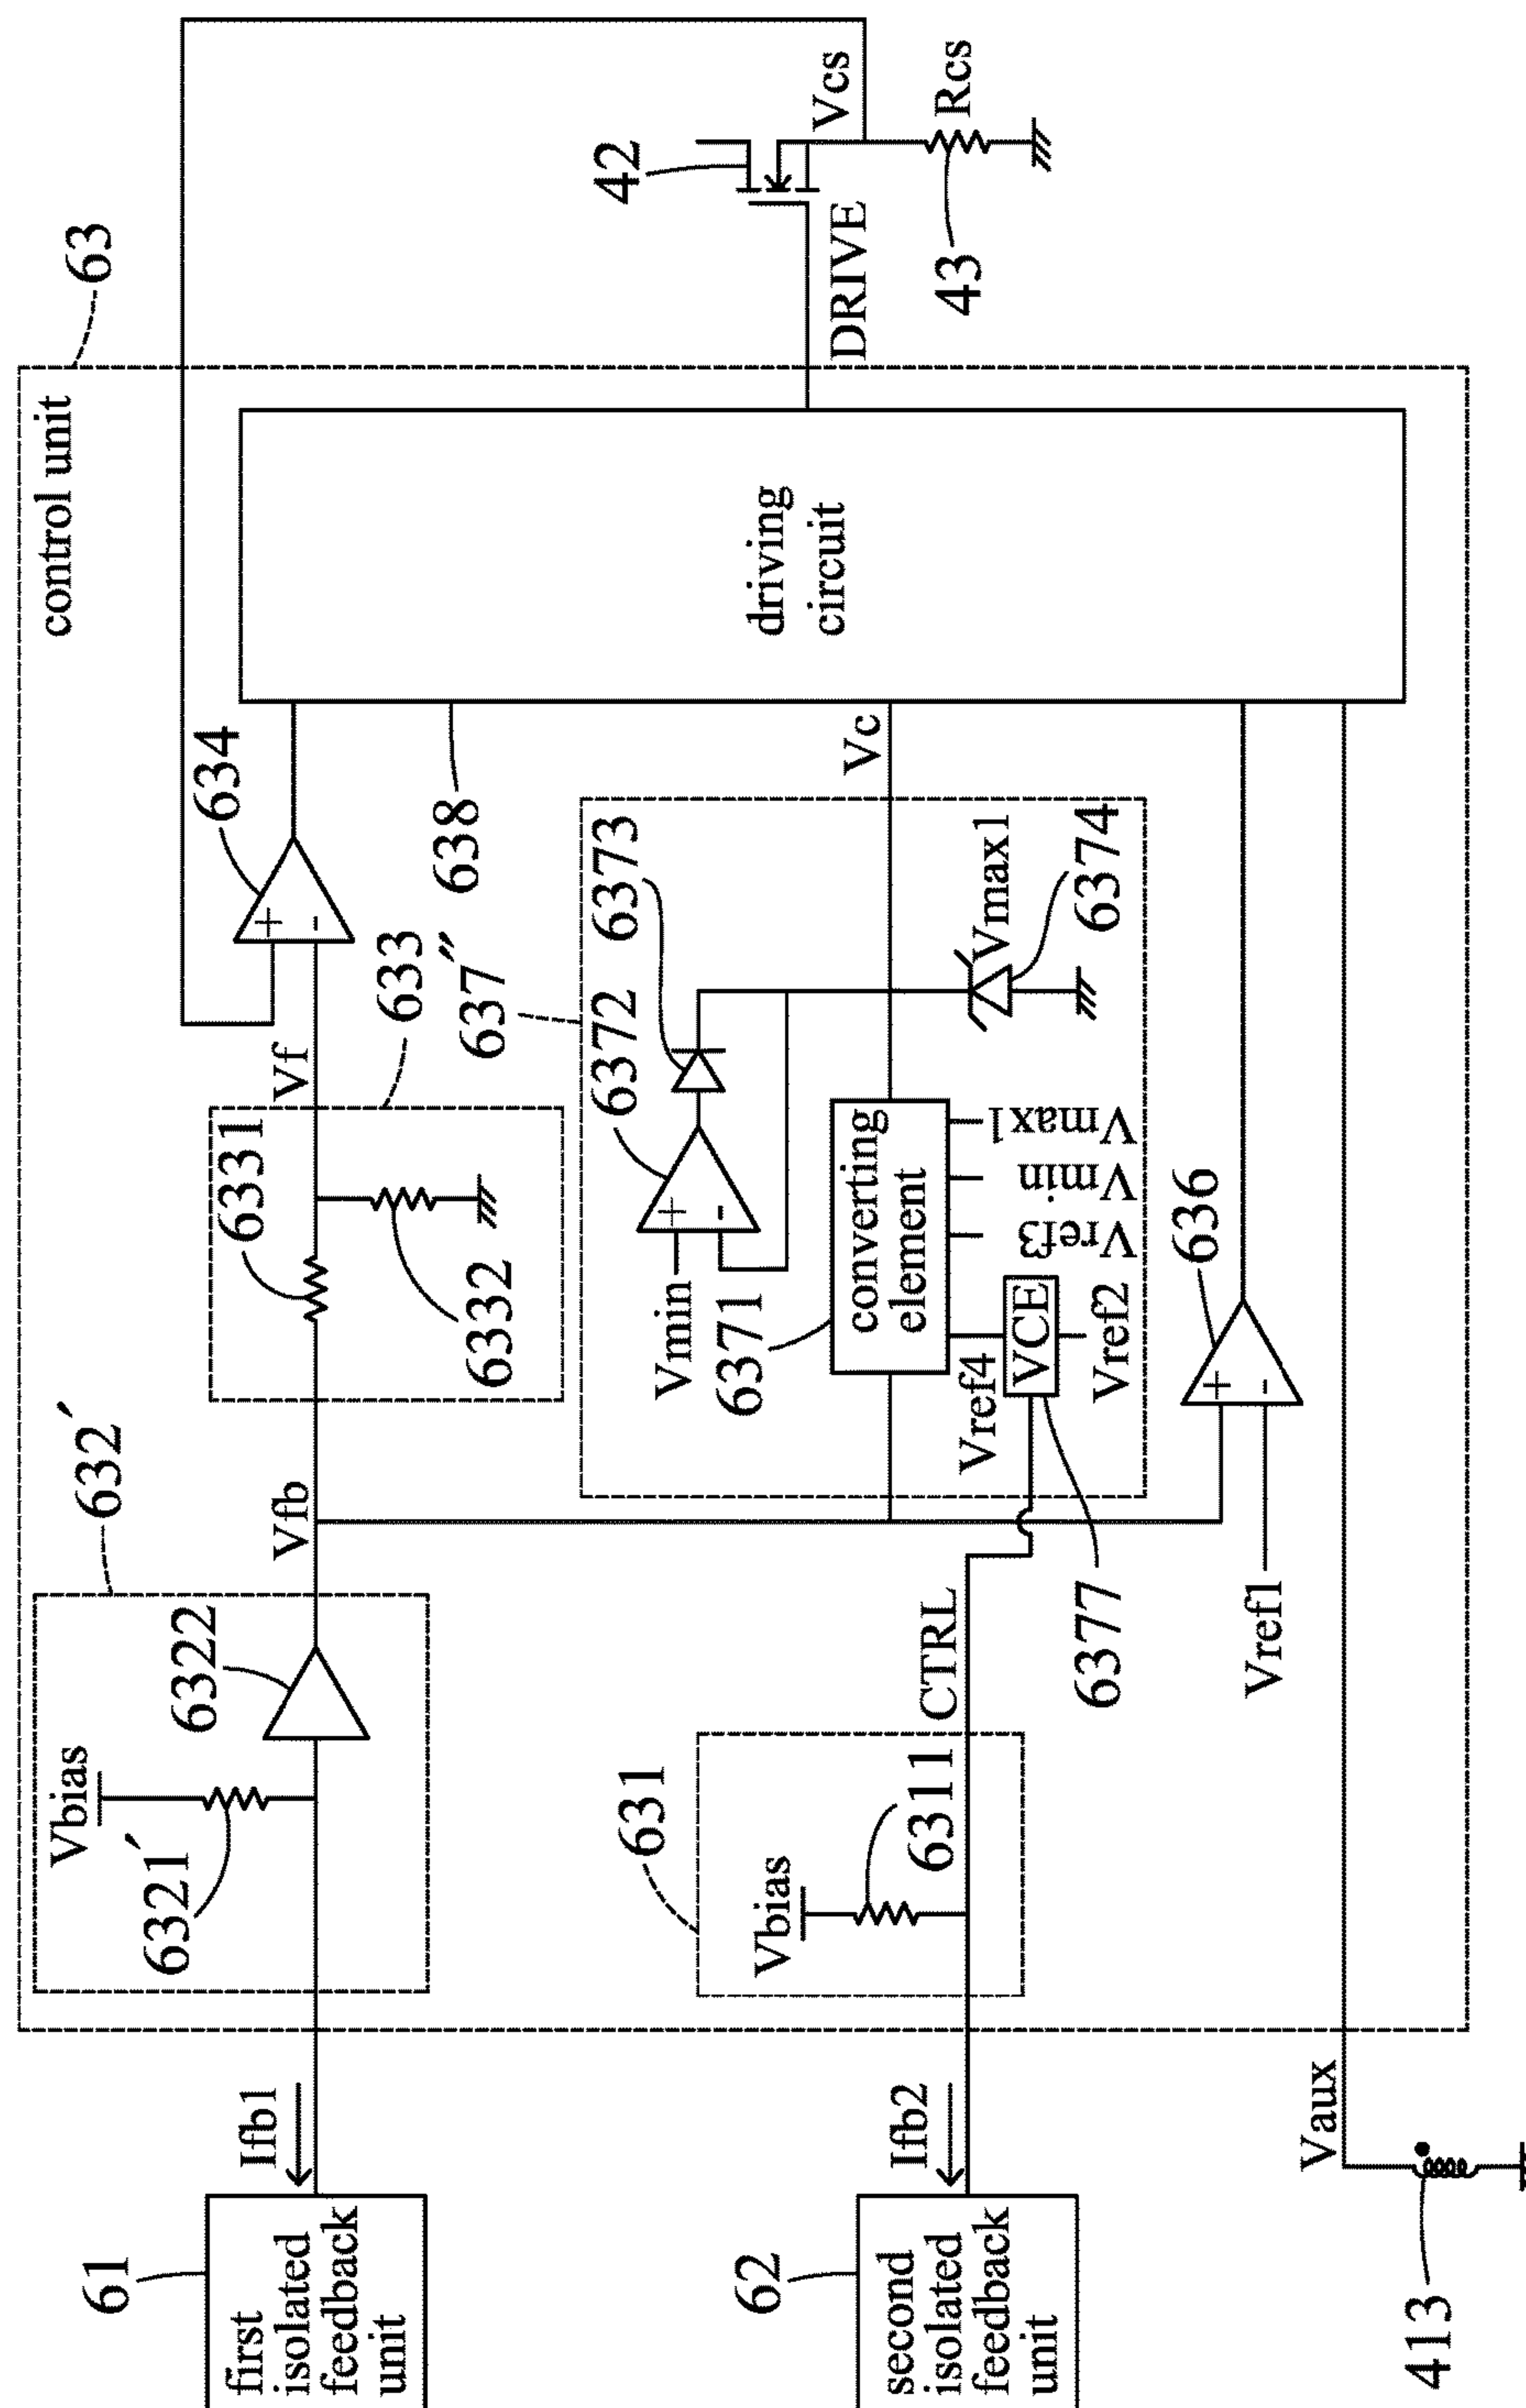 63
control unit
632′
Vbias
6321′
6322
Vfb
61
first
isolated
feedback
unit
Ifb1
6331
6332
633
Vf
634
638
driving
circuit
42
Vcs
Rcs
43
DRIVE
637″
6372
6373
Vmin
6371
converting
element
Vref3
Vmin
Vmax1
Vmax1
6374
Vc
Vref4
VCE
Vref2
6377
631
Vbias
6311
CTRL
62
second
isolated
feedback
unit
Ifb2
636
+
-
+
-
+
-
Vref1
Vaux
413